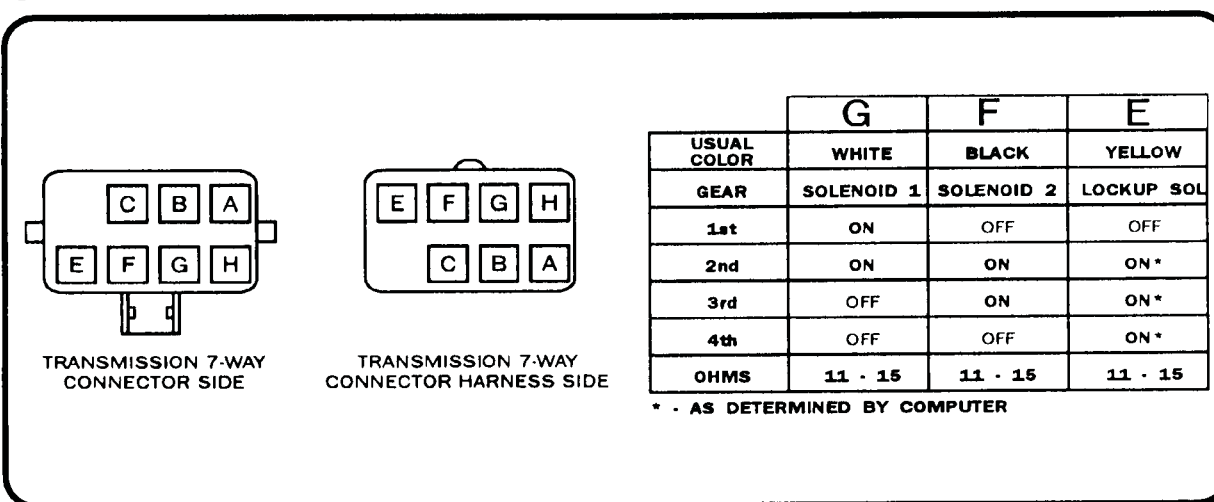 C B A
E F G H
TRANSMISSION 7-WAY
CONNECTOR SIDE
E F G H
C B A
TRANSMISSION 7-WAY
CONNECTOR HARNESS SIDE
G F E
USUAL COLOR WHITE BLACK YELLOW
GEAR SOLENOID 1 SOLENOID 2 LOCKUP SOL
1st ON OFF OFF
2nd ON ON ON*
3rd OFF ON ON*
4th OFF OFF ON*
OHMS 11 - 15 11 - 15 11 - 15
* - AS DETERMINED BY COMPUTER